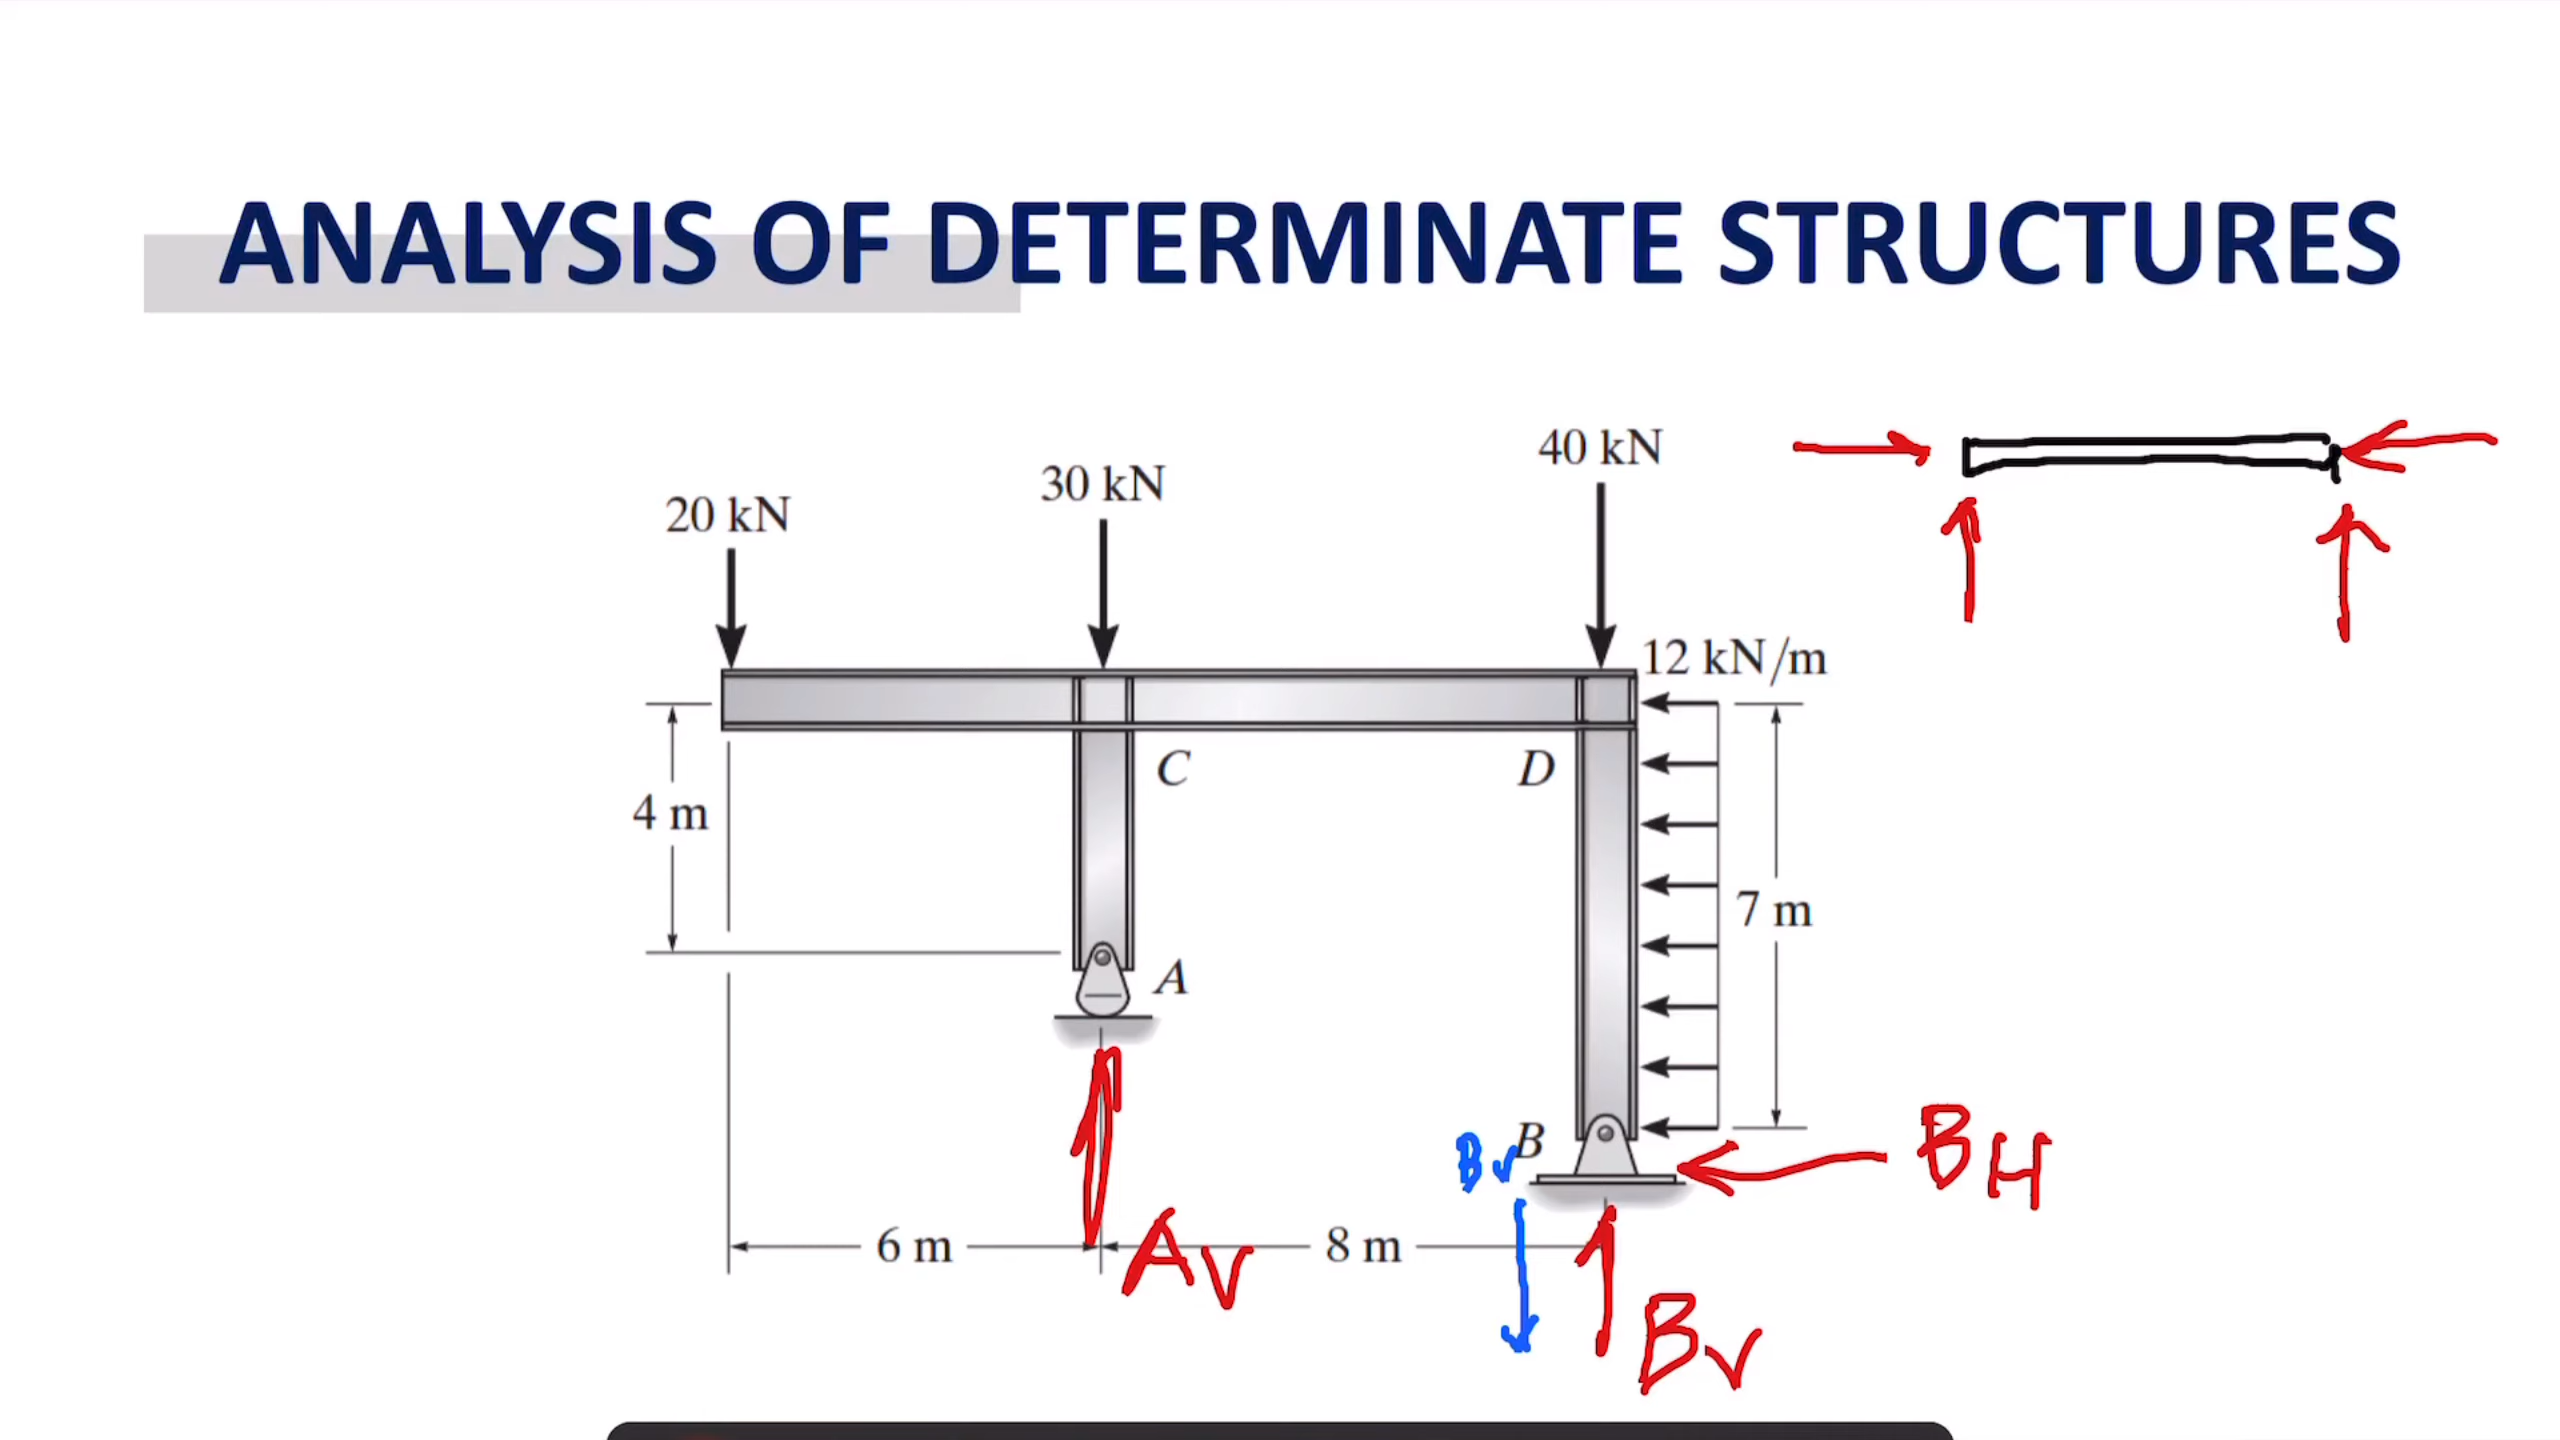 ANALYSIS OF DETERMINATE STRUCTURES
40 kN
30 kN
20 kN
12 kN/m
C
D
4 m
7 m
A
B
Bv
BH
6 m
8 m
Av
Bv